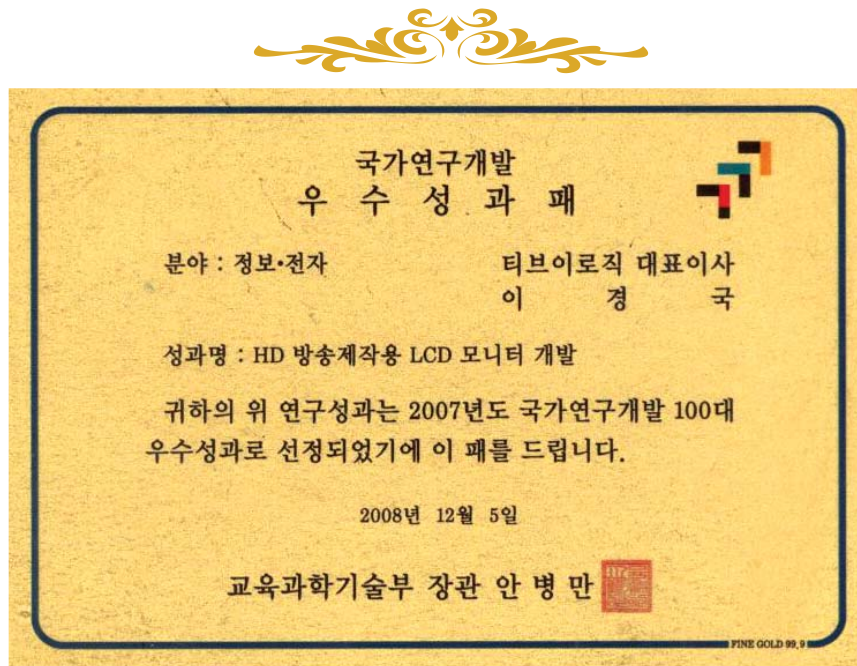 국가연구개발
우 수 성 과 패
분야 : 정보•전자
티브이로직 대표이사
이 경 국
성과명 : HD 방송제작용 LCD 모니터 개발
귀하의 위 연구성과는 2007년도 국가연구개발 100대
우수성과로 선정되었기에 이 패를 드립니다.
2008년 12월 5일
교육과학기술부 장관 안 병 만
FINE GOLD 99.9